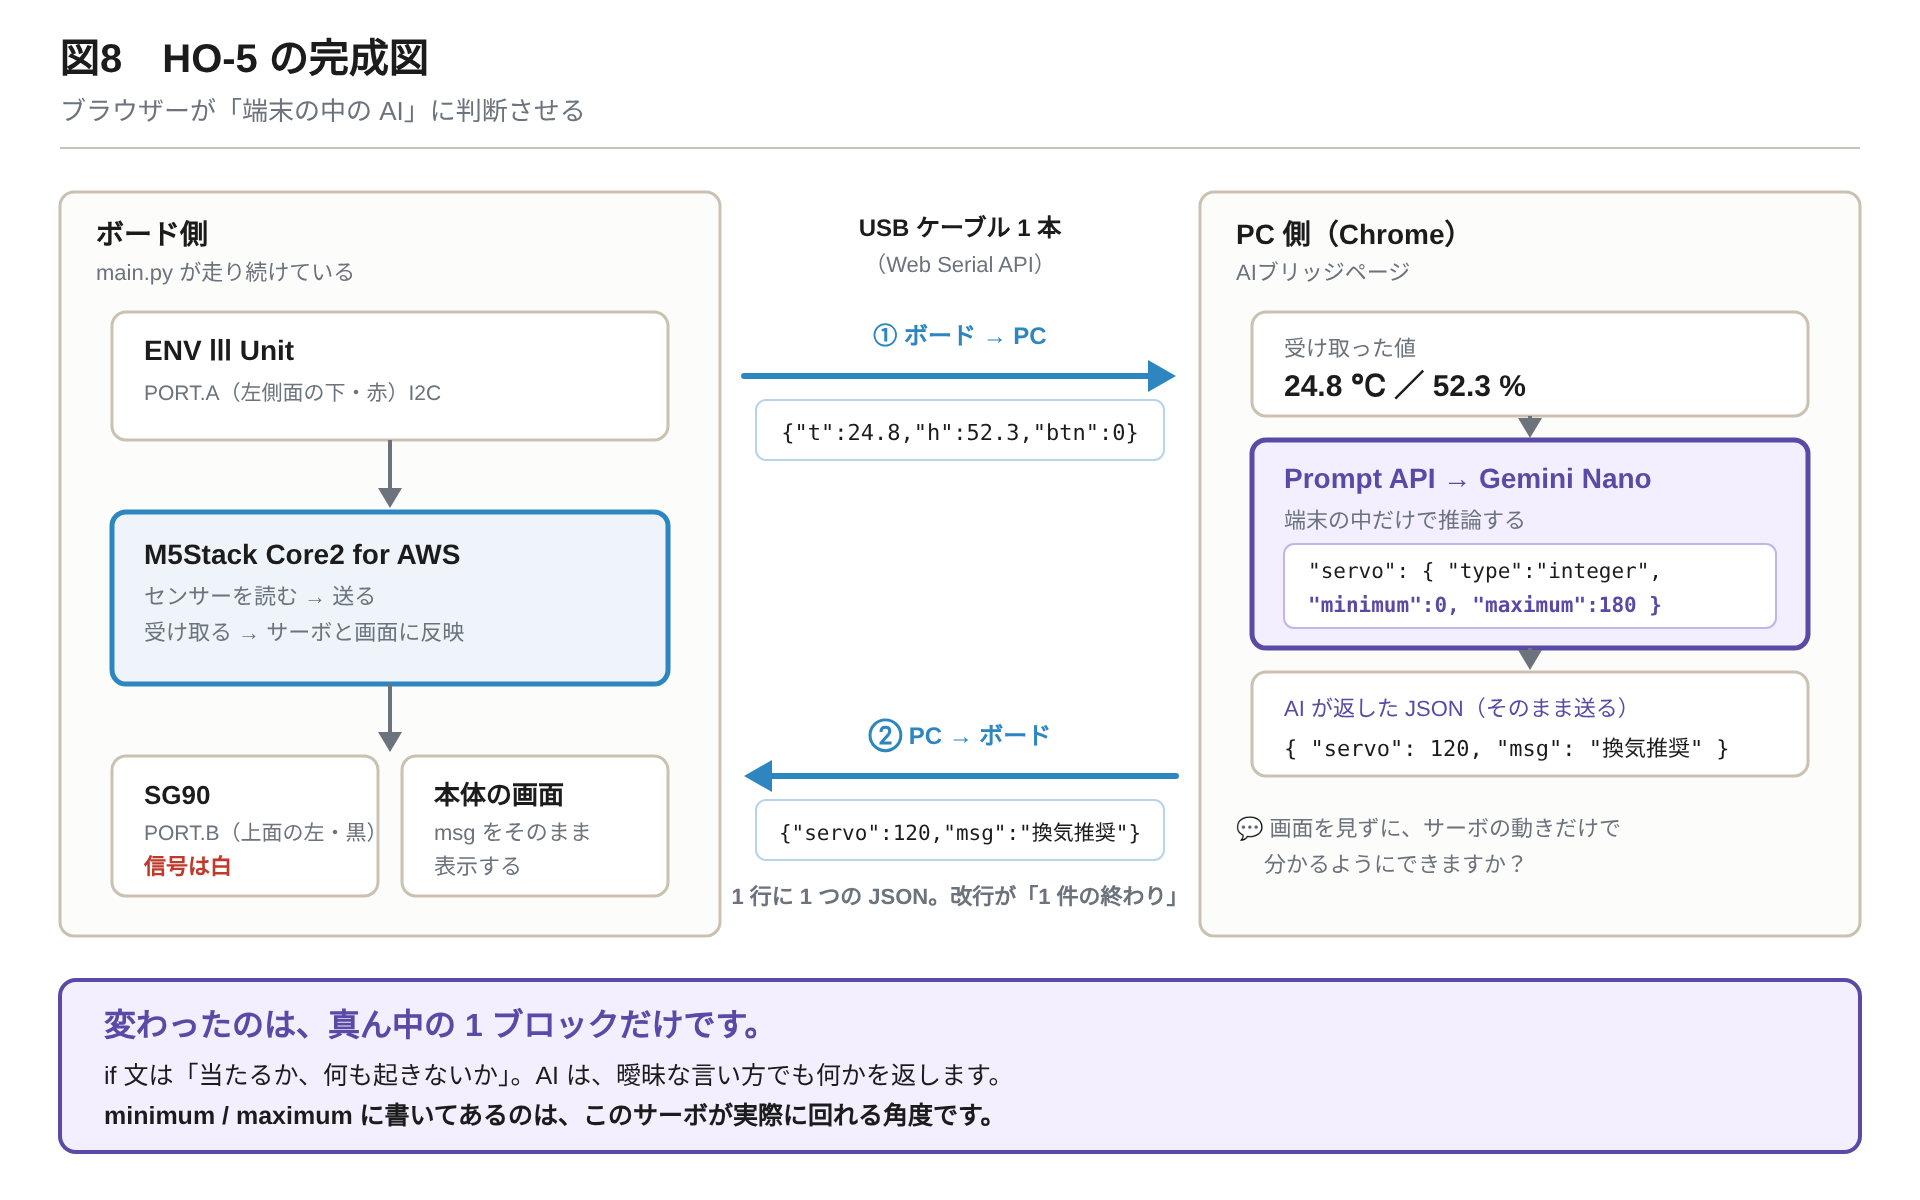 図8　HO-5 の完成図
ブラウザーが「端末の中の AI」に判断させる
ボード側
main.py が走り続けている
ENV Ⅲ Unit
PORT.A（左側面の下・赤）I2C
M5Stack Core2 for AWS
センサーを読む → 送る
受け取る → サーボと画面に反映
SG90
PORT.B（上面の左・黒）
信号は白
本体の画面
msg をそのまま
表示する
USB ケーブル 1 本
（Web Serial API）
① ボード → PC
{"t":24.8,"h":52.3,"btn":0}
② PC → ボード
{"servo":120,"msg":"換気推奨"}
1 行に 1 つの JSON。改行が「1 件の終わり」
PC 側（Chrome）
AIブリッジページ
受け取った値
24.8 ℃ ／ 52.3 %
Prompt API → Gemini Nano
端末の中だけで推論する
"servo": { "type":"integer",
"minimum":0, "maximum":180 }
AI が返した JSON（そのまま送る）
{ "servo": 120, "msg": "換気推奨" }
💬 画面を見ずに、サーボの動きだけで
分かるようにできますか？
変わったのは、真ん中の 1 ブロックだけです。
if 文は「当たるか、何も起きないか」。AI は、曖昧な言い方でも何かを返します。
minimum / maximum に書いてあるのは、このサーボが実際に回れる角度です。